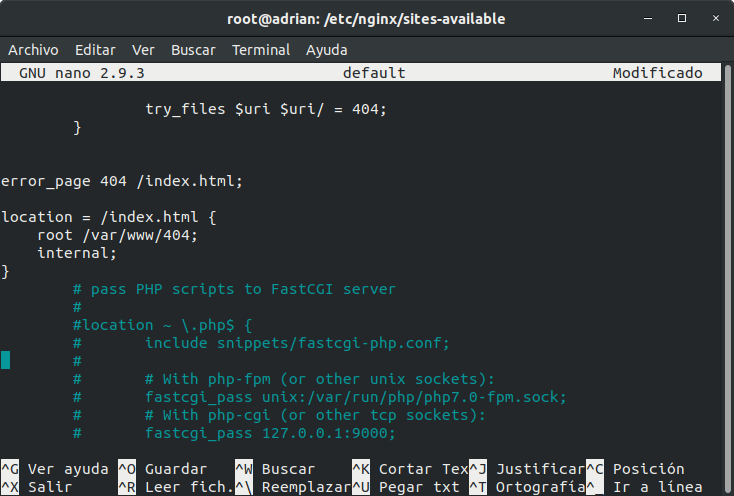 root@adrian: /etc/nginx/sites-available
Archivo Editar Ver Buscar Terminal Ayuda
GNU nano 2.9.3 default Modificado
try_files $uri $uri/ = 404;
}
error_page 404 /index.html;
location = /index.html {
root /var/www/404;
internal;
}
# pass PHP scripts to FastCGI server
#
#location ~ \.php$ {
# include snippets/fastcgi-php.conf;
#
# # With php-fpm (or other unix sockets):
# fastcgi_pass unix:/var/run/php/php7.0-fpm.sock;
# # With php-cgi (or other tcp sockets):
# fastcgi_pass 127.0.0.1:9000;
^G Ver ayuda ^O Guardar ^W Buscar ^K Cortar Tex ^J Justificar ^C Posición
^X Salir ^R Leer fich. ^\ Reemplazar ^U Pegar txt ^T Ortografía ^_ Ir a línea